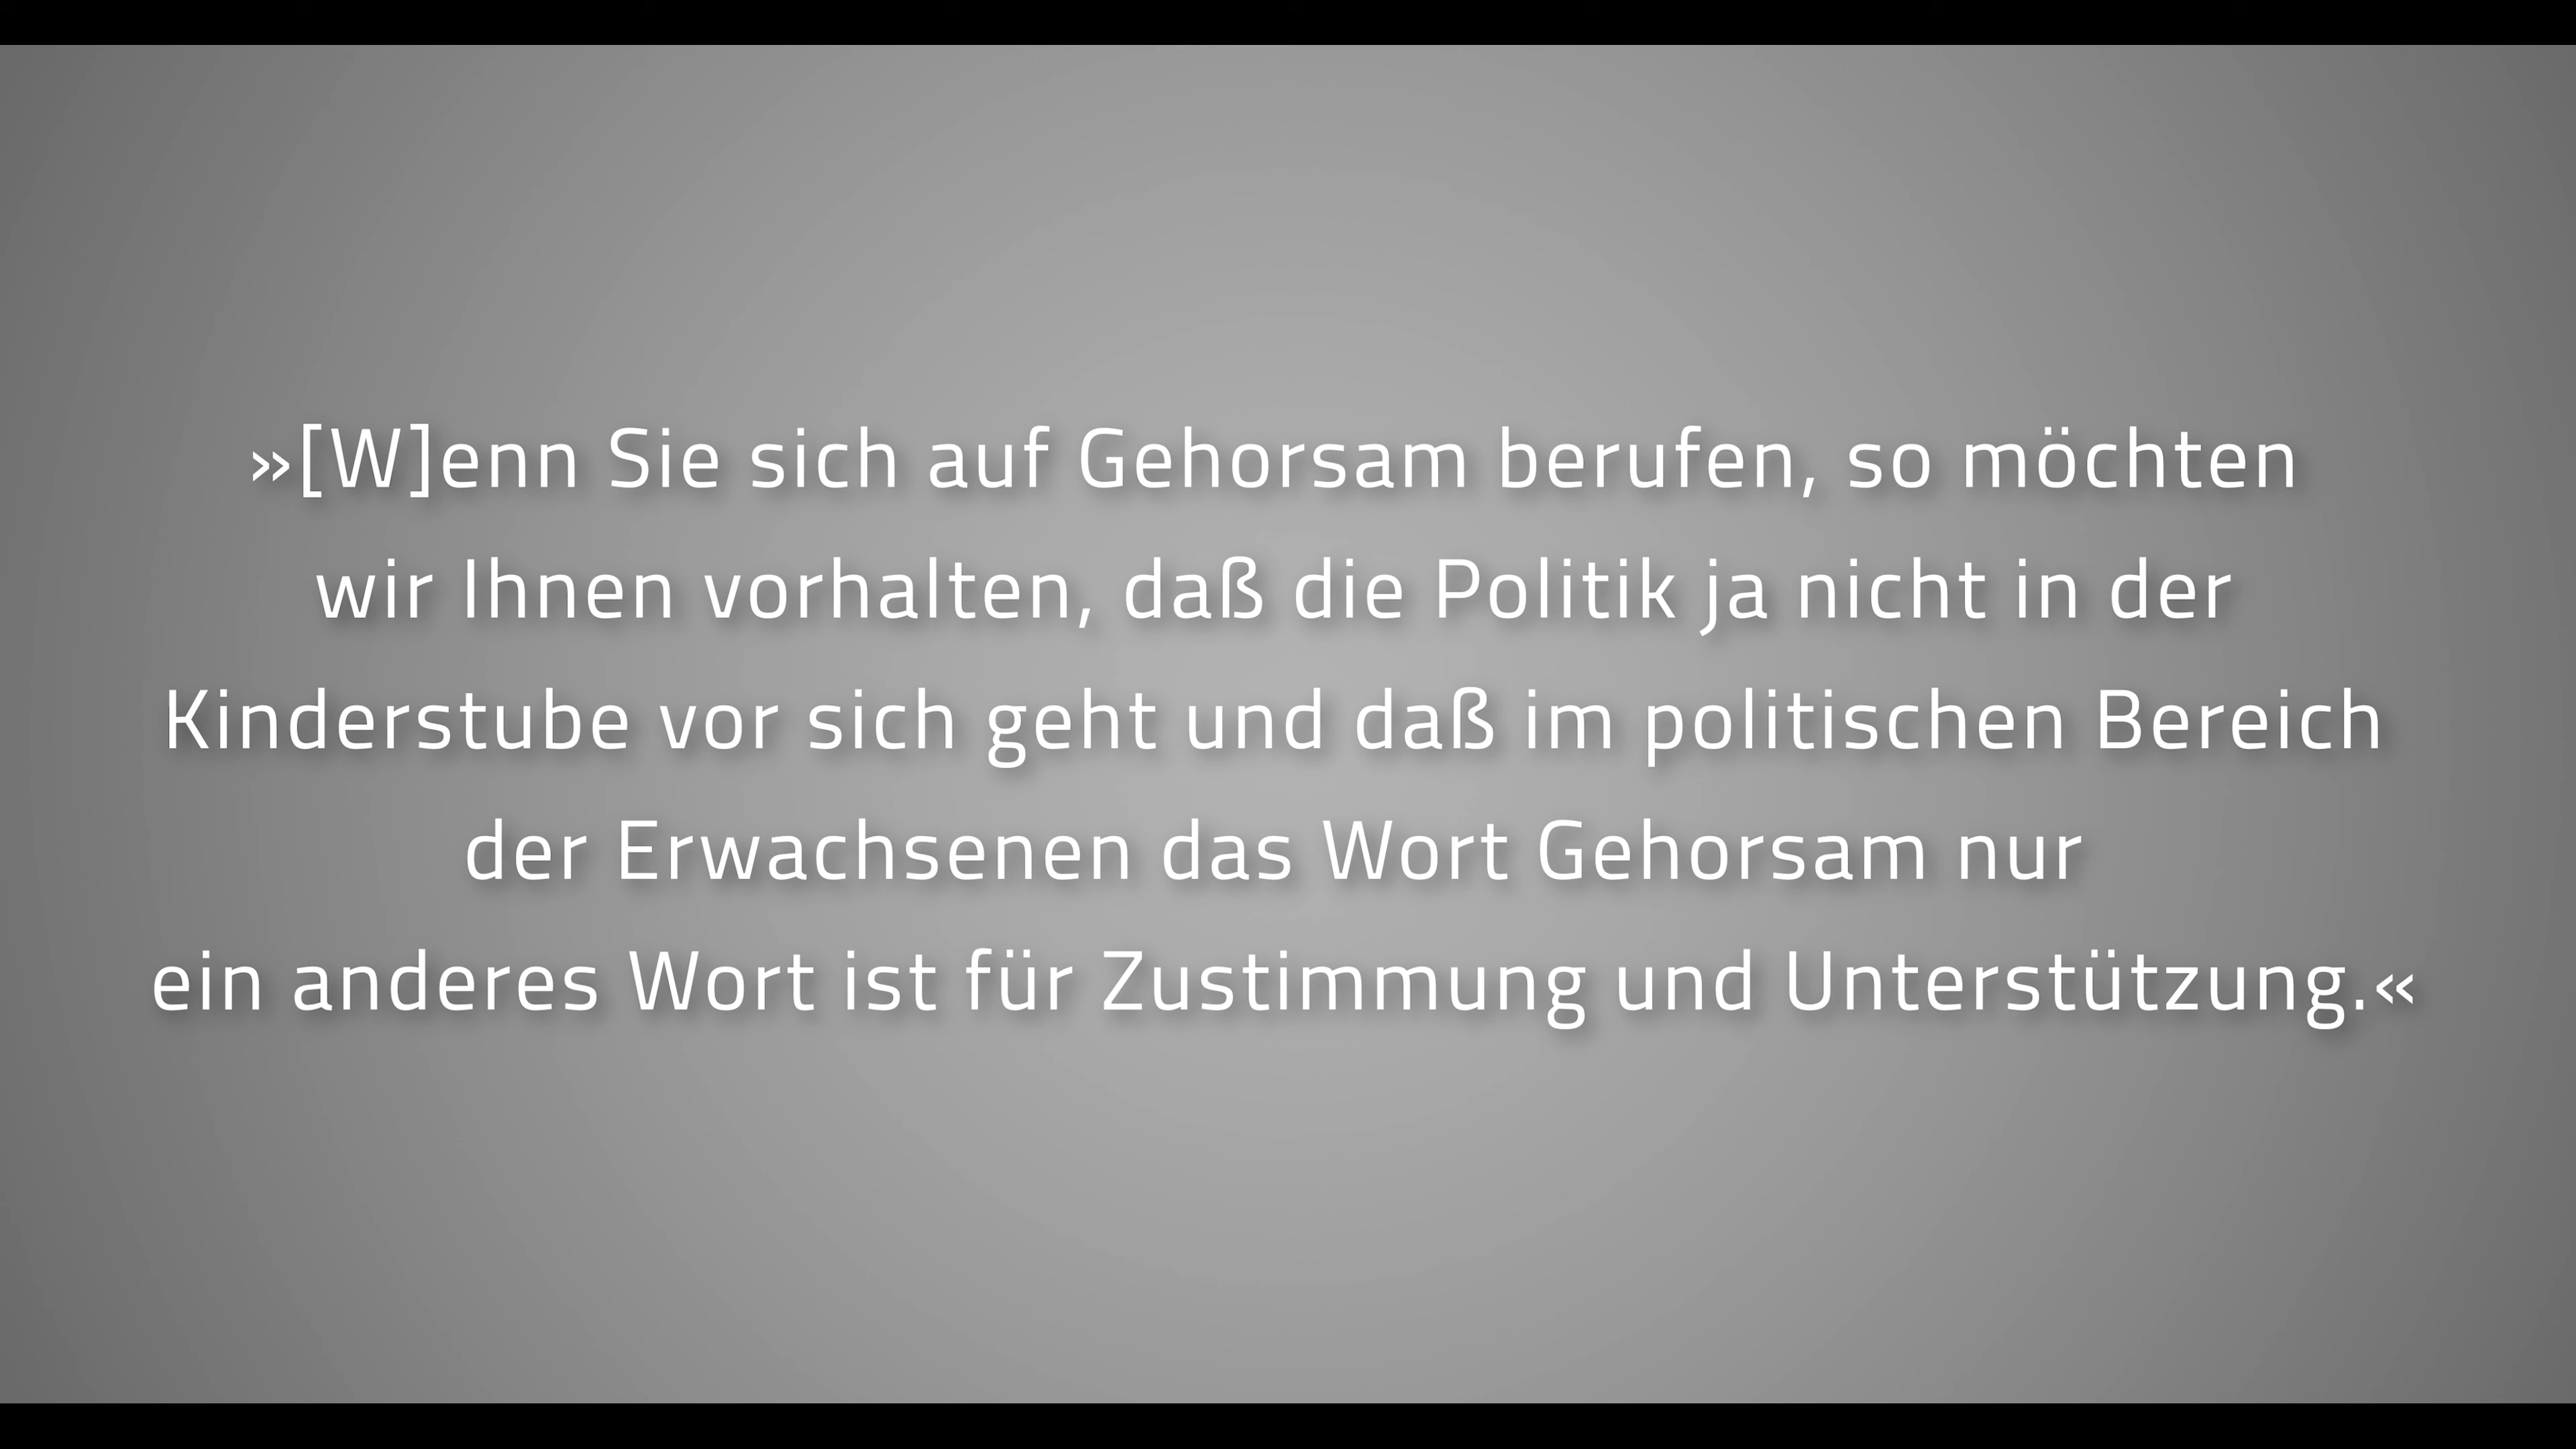 »[W]enn Sie sich auf Gehorsam berufen, so möchten
wir Ihnen vorhalten, daß die Politik ja nicht in der
Kinderstube vor sich geht und daß im politischen Bereich
der Erwachsenen das Wort Gehorsam nur
ein anderes Wort ist für Zustimmung und Unterstützung.«